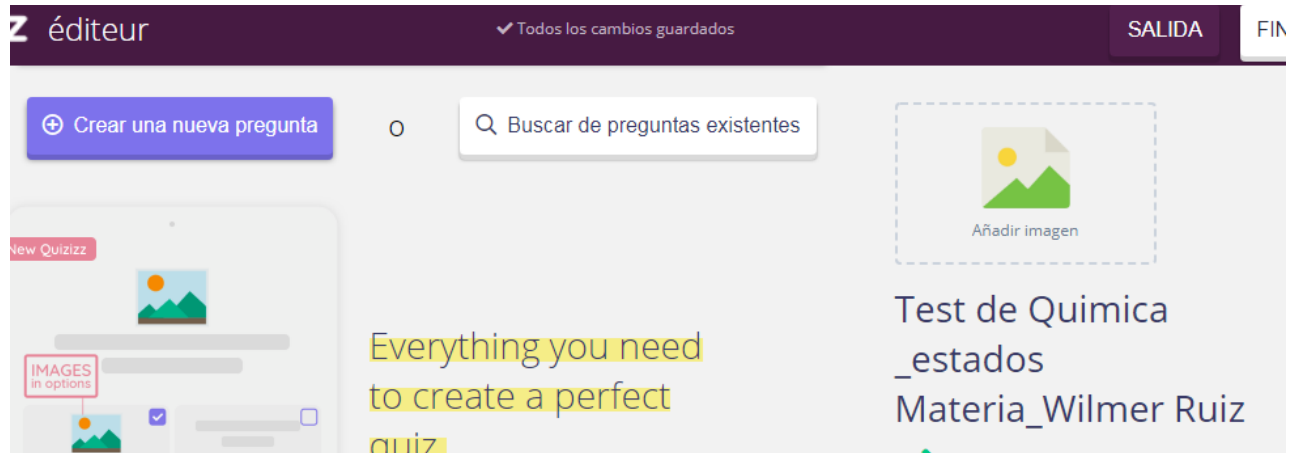 z éditeur
Todos los cambios guardados
SALIDA
FIN
Crear una nueva pregunta
O
Buscar de preguntas existentes
New Quizizz
IMAGES
in options
Everything you need
to create a perfect
quiz
Añadir imagen
Test de Quimica
_estados
Materia_Wilmer Ruiz